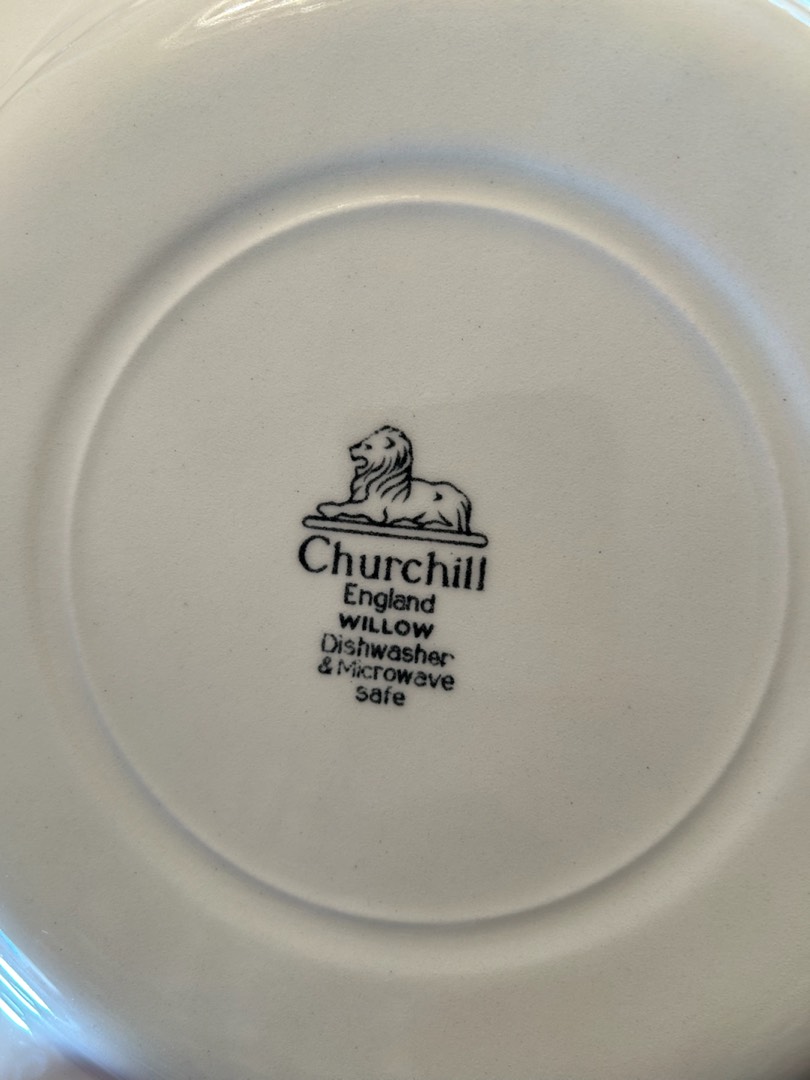 Churchill
England
WILLOW
Dishwasher
& Microwave
safe